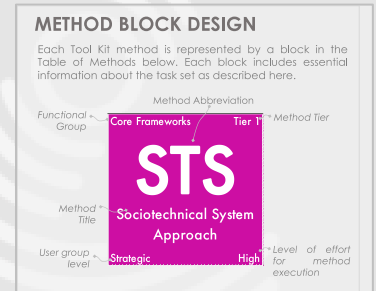 METHOD BLOCK DESIGN
Each Tool Kit method is represented by a block in the
Table of Methods below. Each block includes essential
information about the task set as described here.
Method Abbreviation
Functional
Group
Core Frameworks
Tier 1
Method Tier
STS
Method
Title
Sociotechnical System
Approach
User group
level
Strategic
High
Level of effort
for method
execution